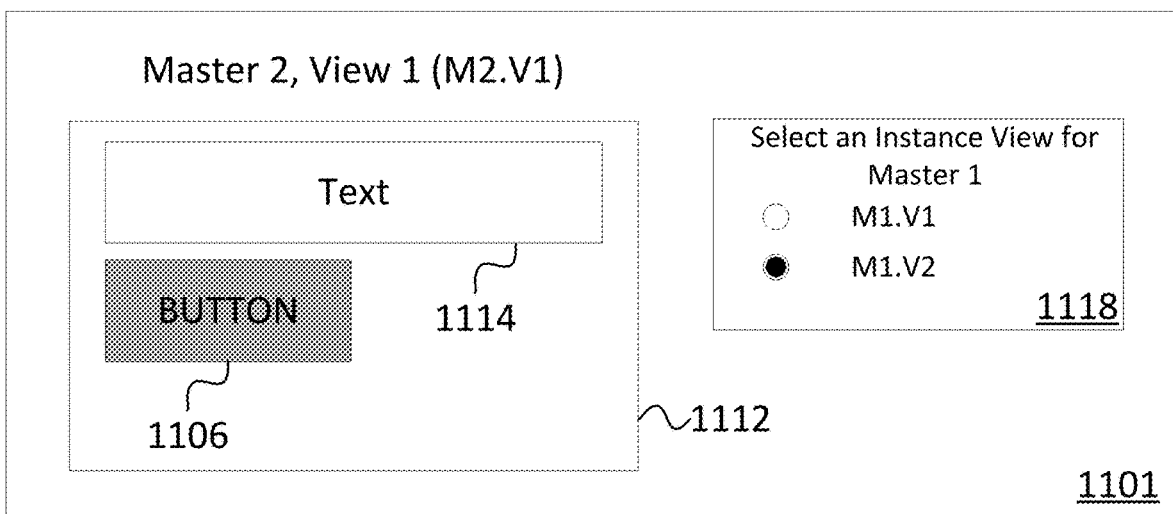 Master 2, View 1 (M2.V1)
Text
1114
BUTTON
1106
1112
Select an Instance View for
Master 1
M1.V1
M1.V2
1118
1101